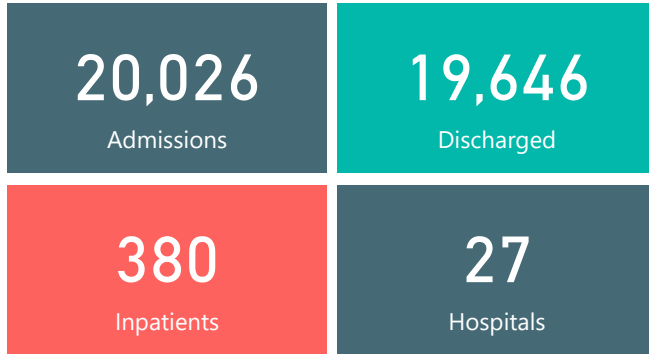 20,026
Admissions
19,646
Discharged
380
Inpatients
27
Hospitals